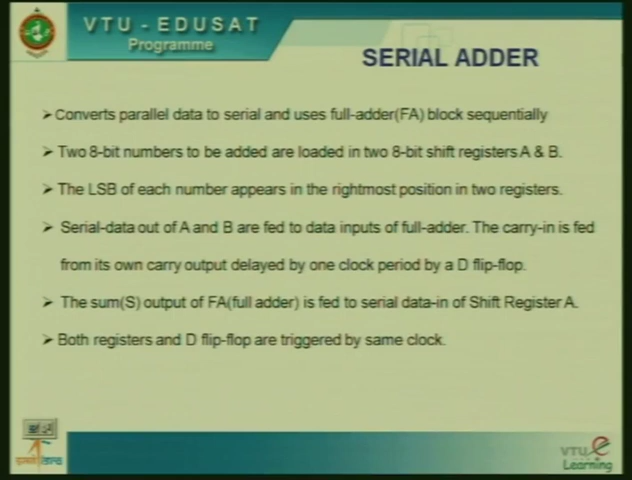 VTU - EDUSAT
Programme
SERIAL ADDER
➤Converts parallel data to serial and uses full-adder(FA) block sequentially
➤Two 8-bit numbers to be added are loaded in two 8-bit shift registers A & B.
➤The LSB of each number appears in the rightmost position in two registers.
➤ Serial-data out of A and B are fed to data inputs of full-adder. The carry-in is fed
from its own carry output delayed by one clock period by a D flip-flop.
➤ The sum(S) output of FA(full adder) is fed to serial data-in of Shift Register A.
➤Both registers and D flip-flop are triggered by same clock.
VTU e
Learning